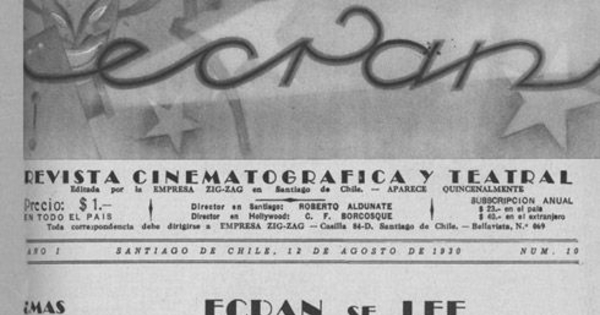 ecran
REVISTA CINEMATOGRAFICA Y TEATRAL
Editada por la EMPRESA ZIG-ZAG en Santiago de Chile. — APARECE QUINCENALMENTE
Precio: $ 1.—
EN TODO EL PAIS
Director en Santiago: ROBERTO ALDUNATE
Director en Hollywood: C. F. BORCOSQUE
SUBSCRIPCION ANUAL
$ 23.— en el país
$ 40.— en el extranjero
Toda correspondencia debe dirigirse a EMPRESA ZIG-ZAG — Casilla 84-D. Santiago de Chile. — Bellavista, N.° 069
AÑO I SANTIAGO DE CHILE, 12 DE AGOSTO DE 1930 NUM. 10
ECRAN SE LEE